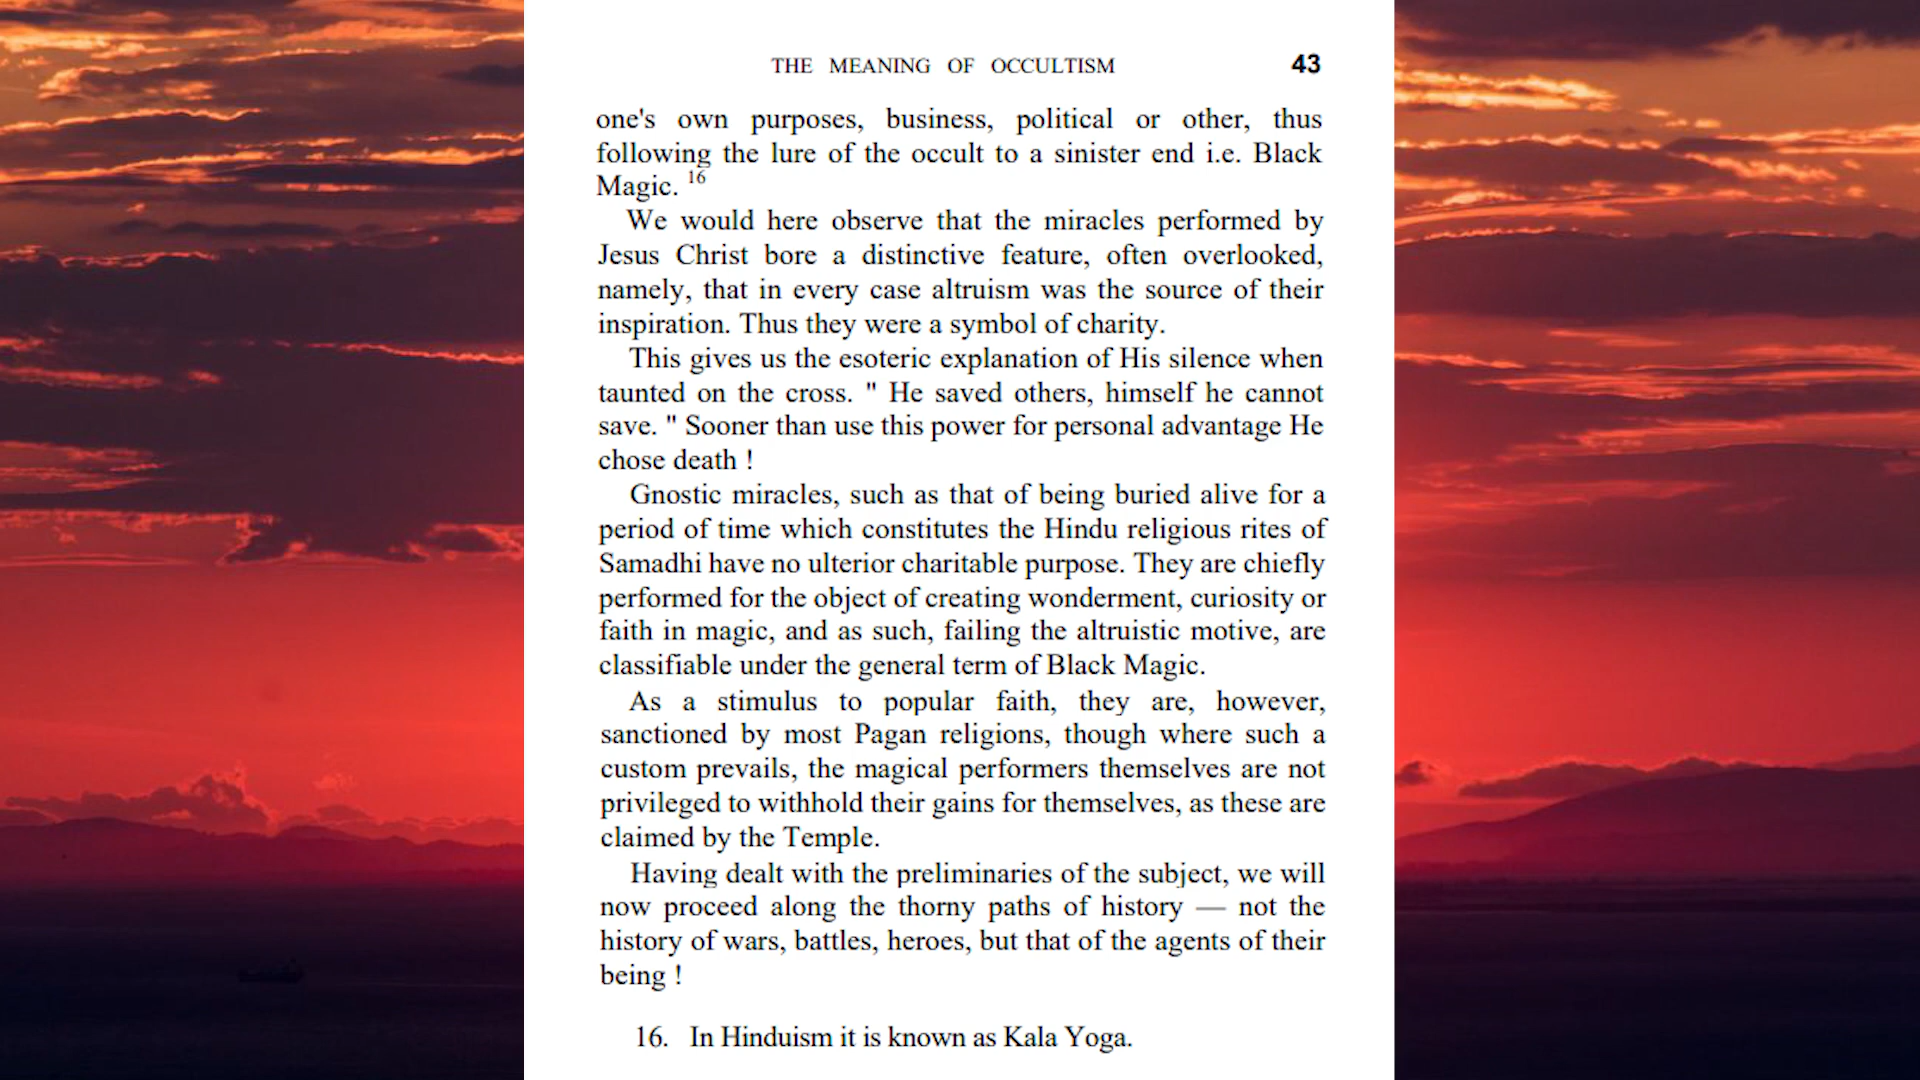 THE MEANING OF OCCULTISM 43
one's own purposes, business, political or other, thus
following the lure of the occult to a sinister end i.e. Black
Magic. 16
We would here observe that the miracles performed by
Jesus Christ bore a distinctive feature, often overlooked,
namely, that in every case altruism was the source of their
inspiration. Thus they were a symbol of charity.
This gives us the esoteric explanation of His silence when
taunted on the cross. " He saved others, himself he cannot
save. " Sooner than use this power for personal advantage He
chose death !
Gnostic miracles, such as that of being buried alive for a
period of time which constitutes the Hindu religious rites of
Samadhi have no ulterior charitable purpose. They are chiefly
performed for the object of creating wonderment, curiosity or
faith in magic, and as such, failing the altruistic motive, are
classifiable under the general term of Black Magic.
As a stimulus to popular faith, they are, however,
sanctioned by most Pagan religions, though where such a
custom prevails, the magical performers themselves are not
privileged to withhold their gains for themselves, as these are
claimed by the Temple.
Having dealt with the preliminaries of the subject, we will
now proceed along the thorny paths of history — not the
history of wars, battles, heroes, but that of the agents of their
being !
16. In Hinduism it is known as Kala Yoga.